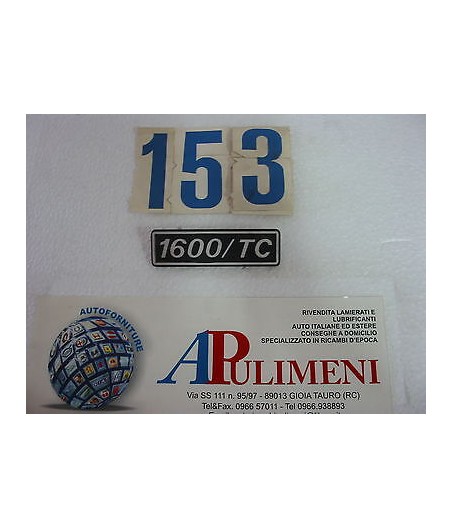 153
1600/TC
AUTOFORNITURE
RIVENDITA LAMIERATI E
LUBRIFICANTI
AUTO ITALIANE ED ESTERE
CONSEGHE A DOMICILIO
SPECIALIZZATO IN RICAMBI D'EPOCA
APULIMENI
Via SS 111 n. 95/97 - 89013 GIOIA TAURO (RC)
Tel&Fax. 0966 57011 - Tel 0966.938893